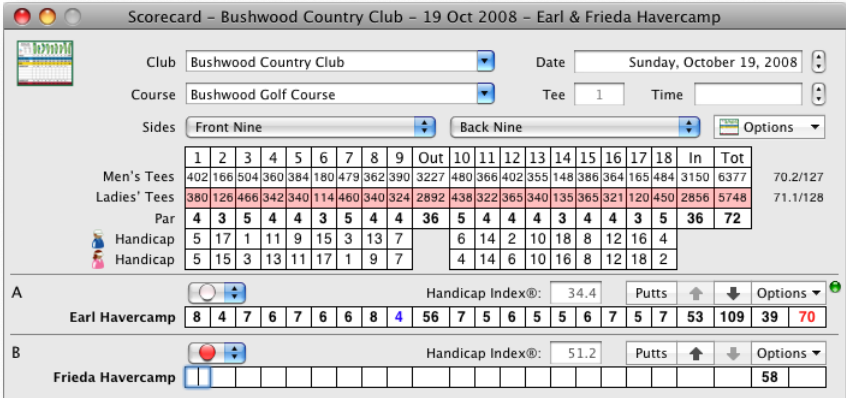 Scorecard – Bushwood Country Club – 19 Oct 2008 – Earl & Frieda Havercamp
Club Bushwood Country Club Date Sunday, October 19, 2008
Course Bushwood Golf Course Tee 1 Time
Sides Front Nine Back Nine Options
1 2 3 4 5 6 7 8 9 Out 10 11 12 13 14 15 16 17 18 In Tot
Men's Tees 402 166 504 360 384 180 479 362 390 3227 480 366 402 355 148 386 364 165 484 3150 6377 70.2/127
Ladies' Tees 380 126 466 342 340 114 460 340 324 2892 438 322 365 340 135 365 321 120 450 2856 5748 71.1/128
Par 4 3 5 4 4 3 5 4 4 36 5 4 4 4 3 4 4 3 5 36 72
Handicap 5 17 1 11 9 15 3 13 7 6 14 2 10 18 8 12 16 4
Handicap 5 15 3 13 11 17 1 9 7 4 14 6 10 16 8 12 18 2
A Handicap Index®: 34.4 Putts Options
Earl Havercamp 8 4 7 6 7 6 6 8 4 56 7 5 6 5 5 6 7 5 7 53 109 39 70
B Handicap Index®: 51.2 Putts Options
Frieda Havercamp 58